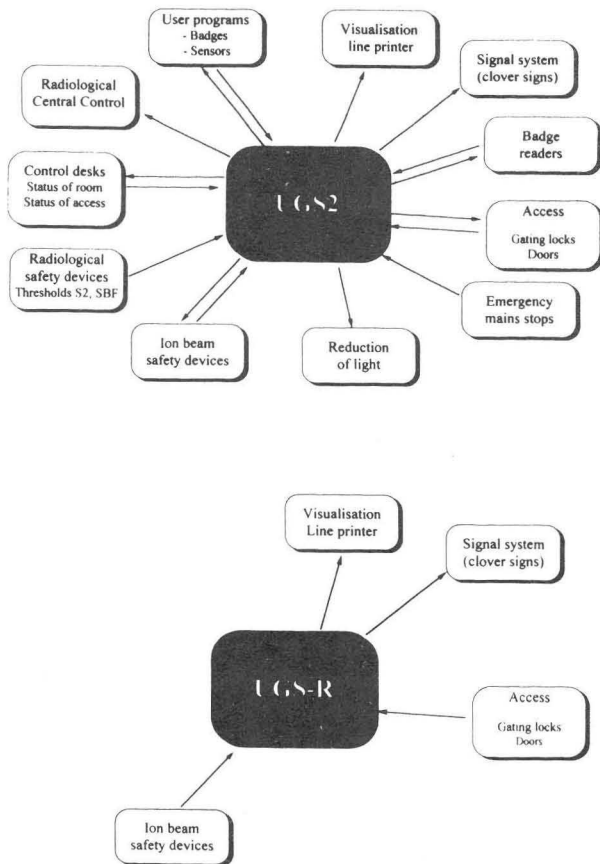 User programs
- Badges
- Sensors
Visualisation
line printer
Signal system
(clover signs)
Radiological
Central Control
Badge
readers
Control desks
Status of room
Status of access
UGS2
Access
Gating locks
Doors
Radiological
safety devices
Thresholds S2, SBF
Emergency
mains stops
Ion beam
safety devices
Reduction
of light
Visualisation
Line printer
Signal system
(clover signs)
UGS-R
Access
Gating locks
Doors
Ion beam
safety devices